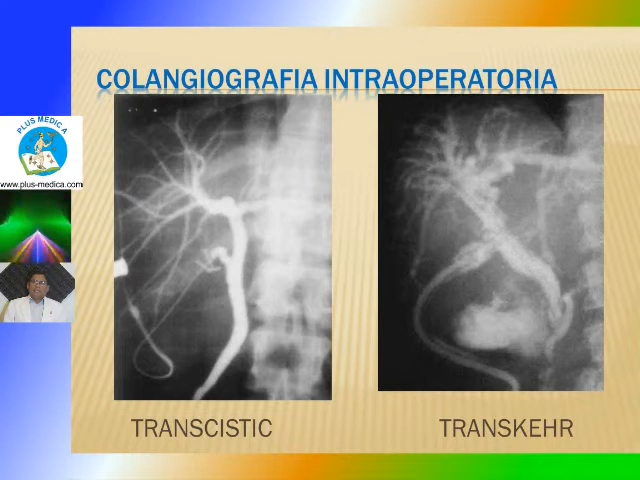 COLANGIOGRAFIA INTRAOPERATORIA
PLUS MEDICA
www.plus-medica.com
TRANSCISTIC
TRANSKEHR